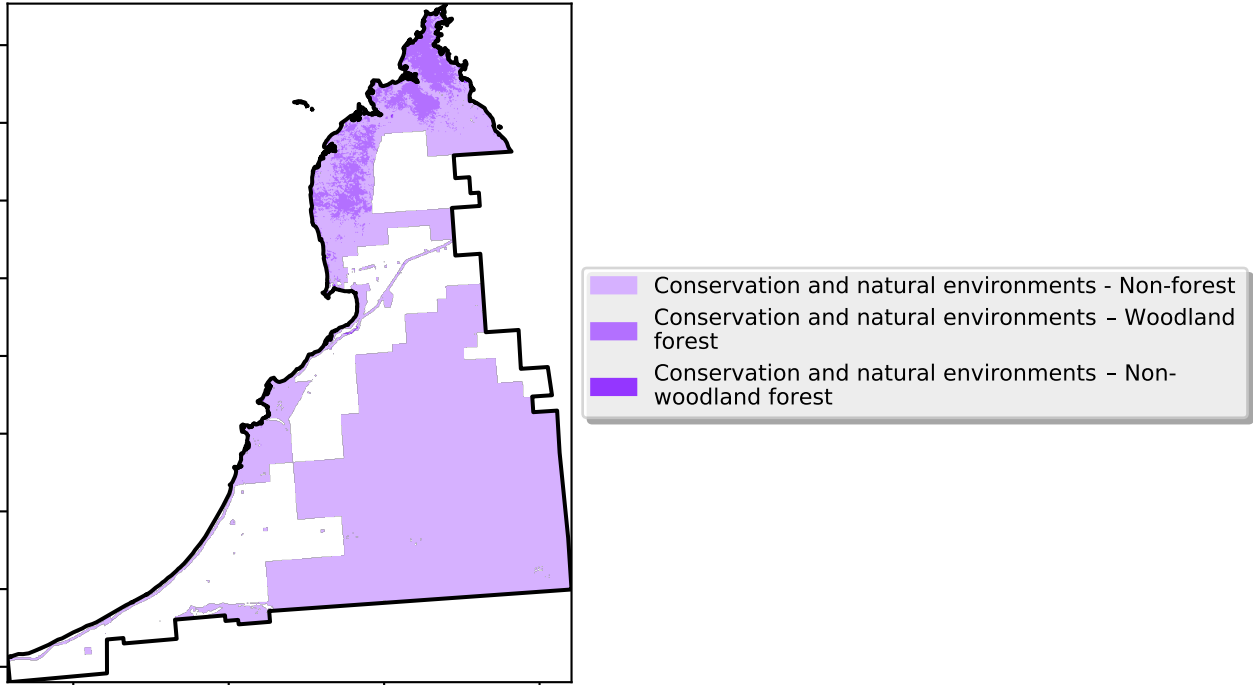 Conservation and natural environments - Non-forest
Conservation and natural environments – Woodland
forest
Conservation and natural environments – Non-
woodland forest